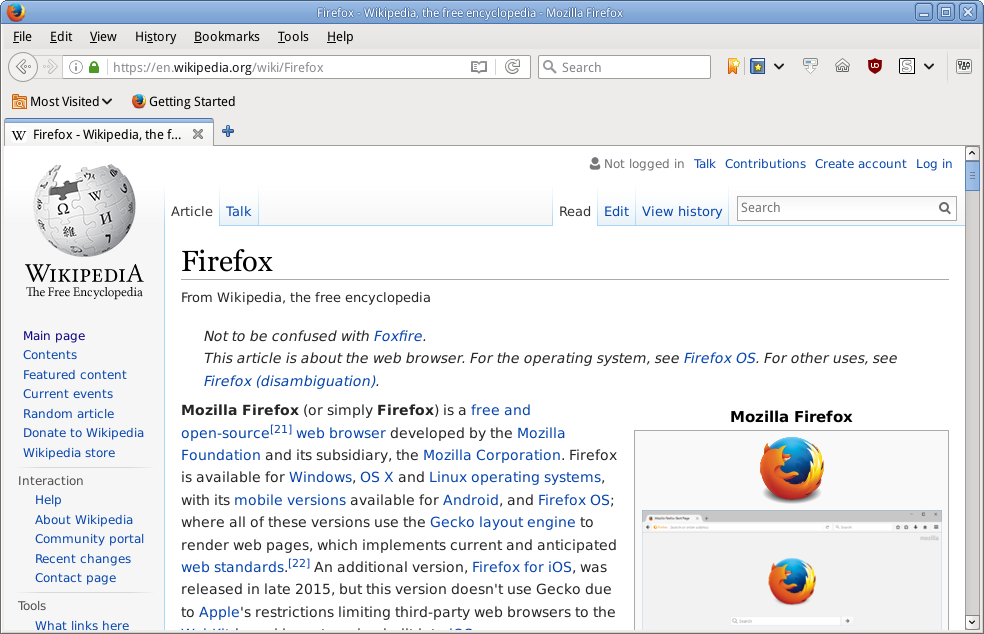 Firefox - Wikipedia, the free encyclopedia - Mozilla Firefox
File Edit View History Bookmarks Tools Help
https://en.wikipedia.org/wiki/Firefox
Search
Most Visited Getting Started
W Firefox - Wikipedia, the f...
Not logged in Talk Contributions Create account Log in
Article Talk Read Edit View history Search
WIKIPEDIA
The Free Encyclopedia
Main page
Contents
Featured content
Current events
Random article
Donate to Wikipedia
Wikipedia store
Interaction
Help
About Wikipedia
Community portal
Recent changes
Contact page
Tools
What links here
Firefox
From Wikipedia, the free encyclopedia
Not to be confused with Foxfire.
This article is about the web browser. For the operating system, see Firefox OS. For other uses, see
Firefox (disambiguation).
Mozilla Firefox (or simply Firefox) is a free and
open-source[21] web browser developed by the Mozilla
Foundation and its subsidiary, the Mozilla Corporation. Firefox
is available for Windows, OS X and Linux operating systems,
with its mobile versions available for Android, and Firefox OS;
where all of these versions use the Gecko layout engine to
render web pages, which implements current and anticipated
web standards.[22] An additional version, Firefox for iOS, was
released in late 2015, but this version doesn't use Gecko due
to Apple's restrictions limiting third-party web browsers to the
Mozilla Firefox
mozilla
Search